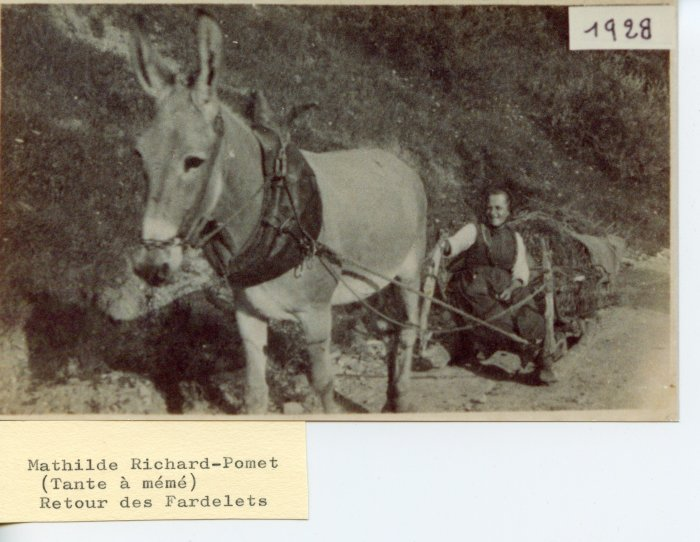 1928
Mathilde Richard-Pomet
(Tante à mémé)
Retour des Fardelets